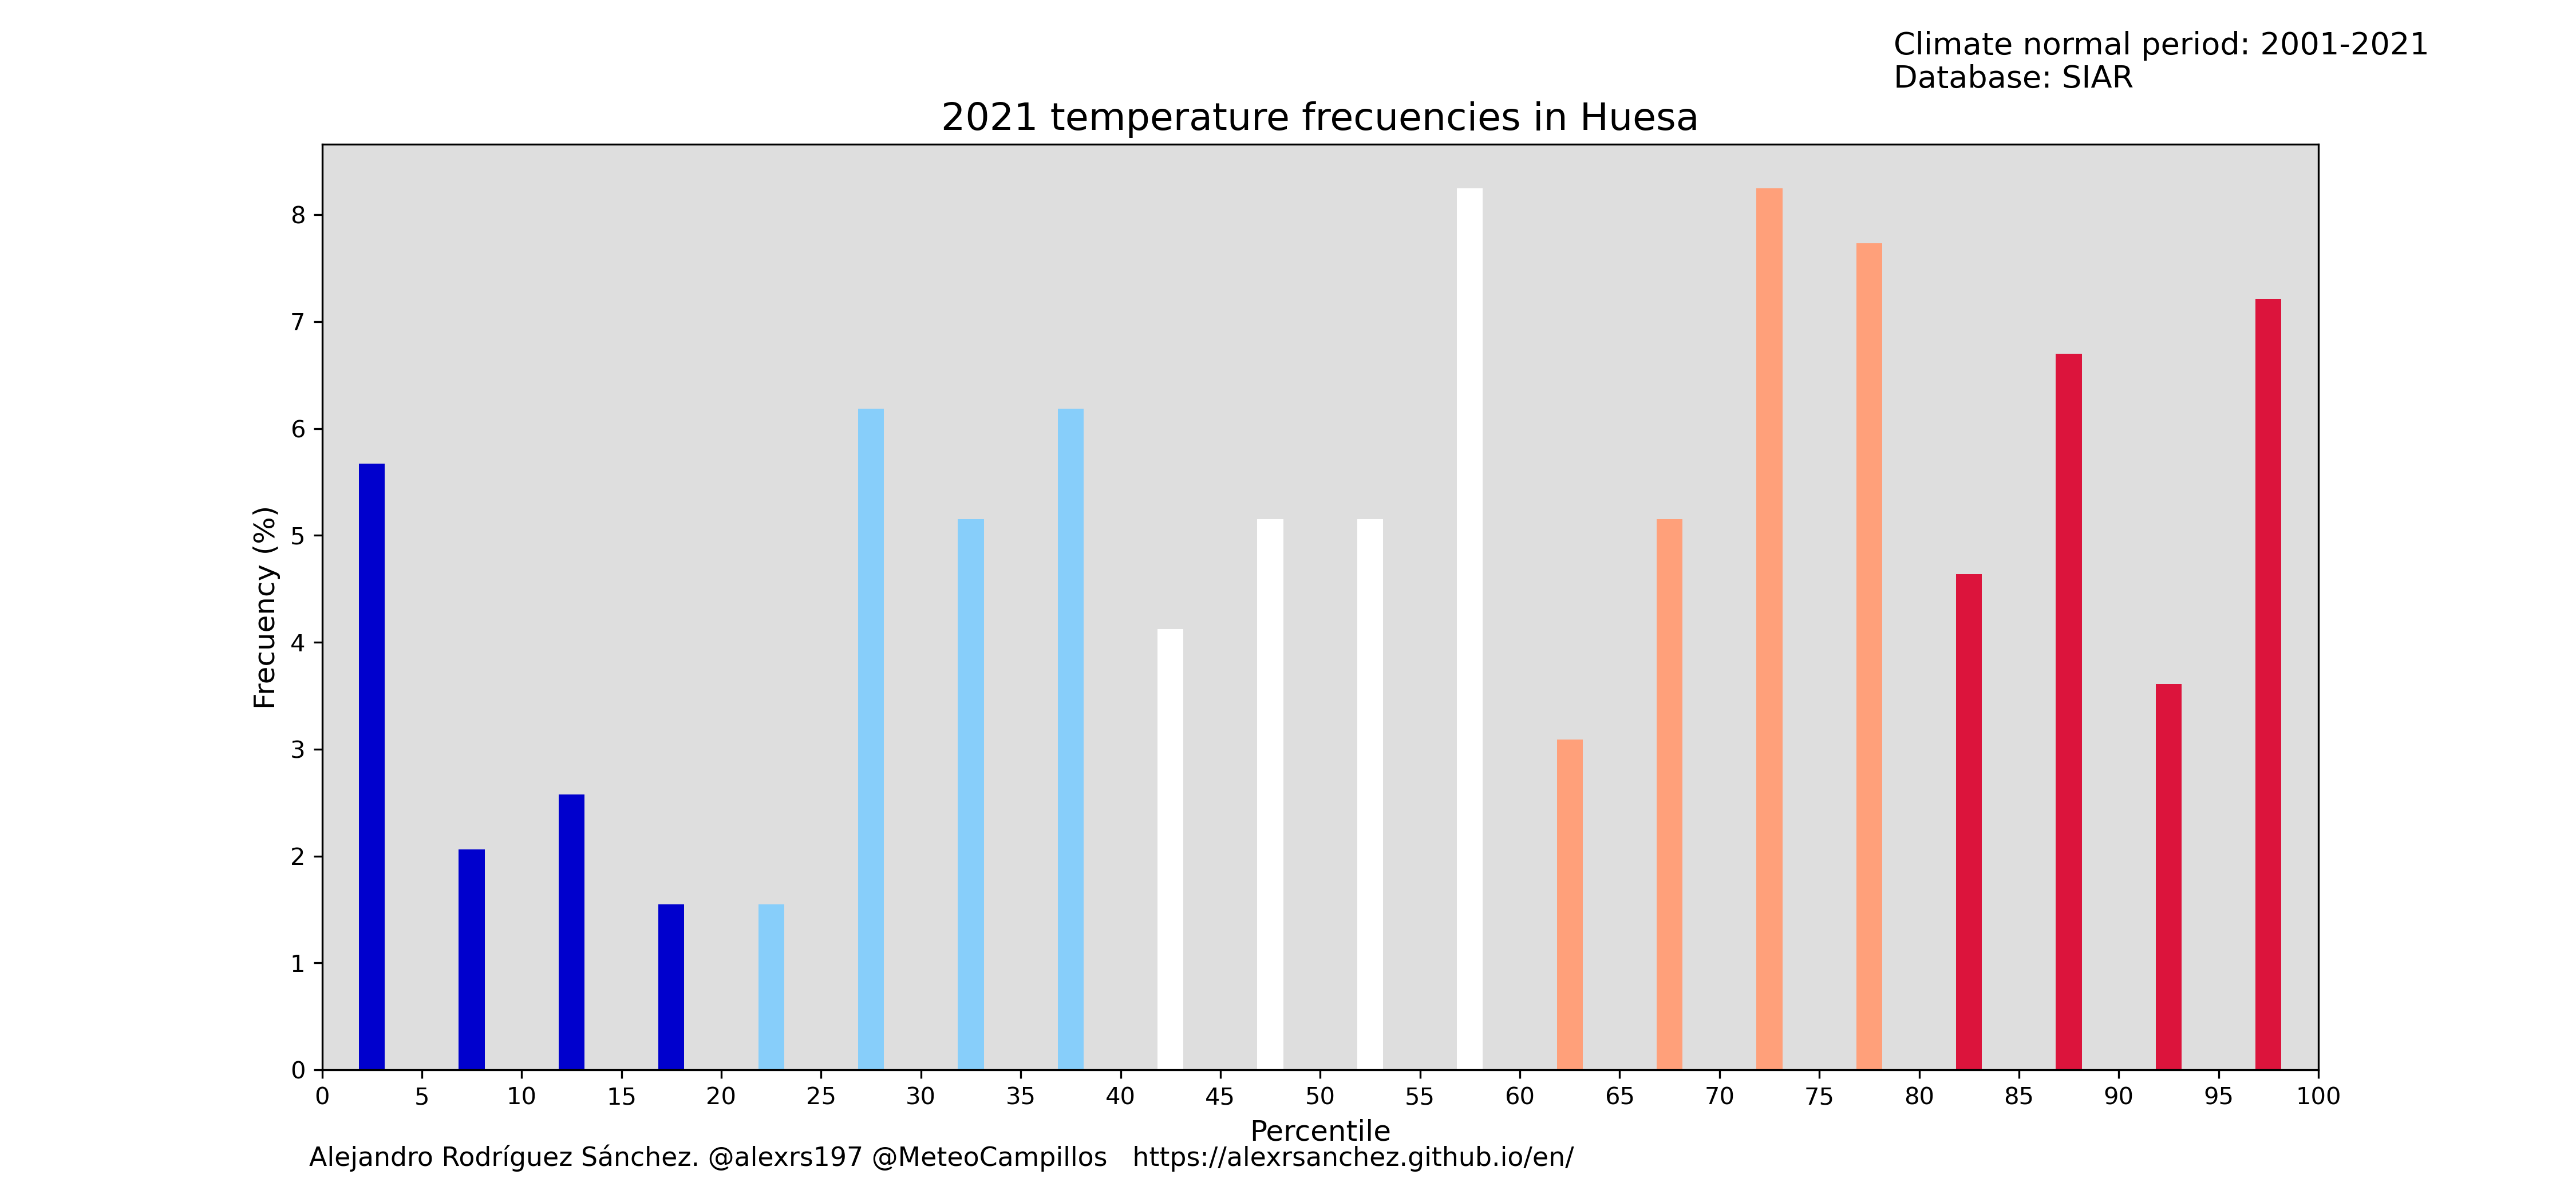 Climate normal period: 2001-2021
Database: SIAR
2021 temperature frecuencies in Huesa
Frecuency (%)
8
7
6
5
4
3
2
1
0
0 5 10 15 20 25 30 35 40 45 50 55 60 65 70 75 80 85 90 95 100
Percentile
Alejandro Rodríguez Sánchez. @alexrs197 @MeteoCampillos https://alexrsanchez.github.io/en/